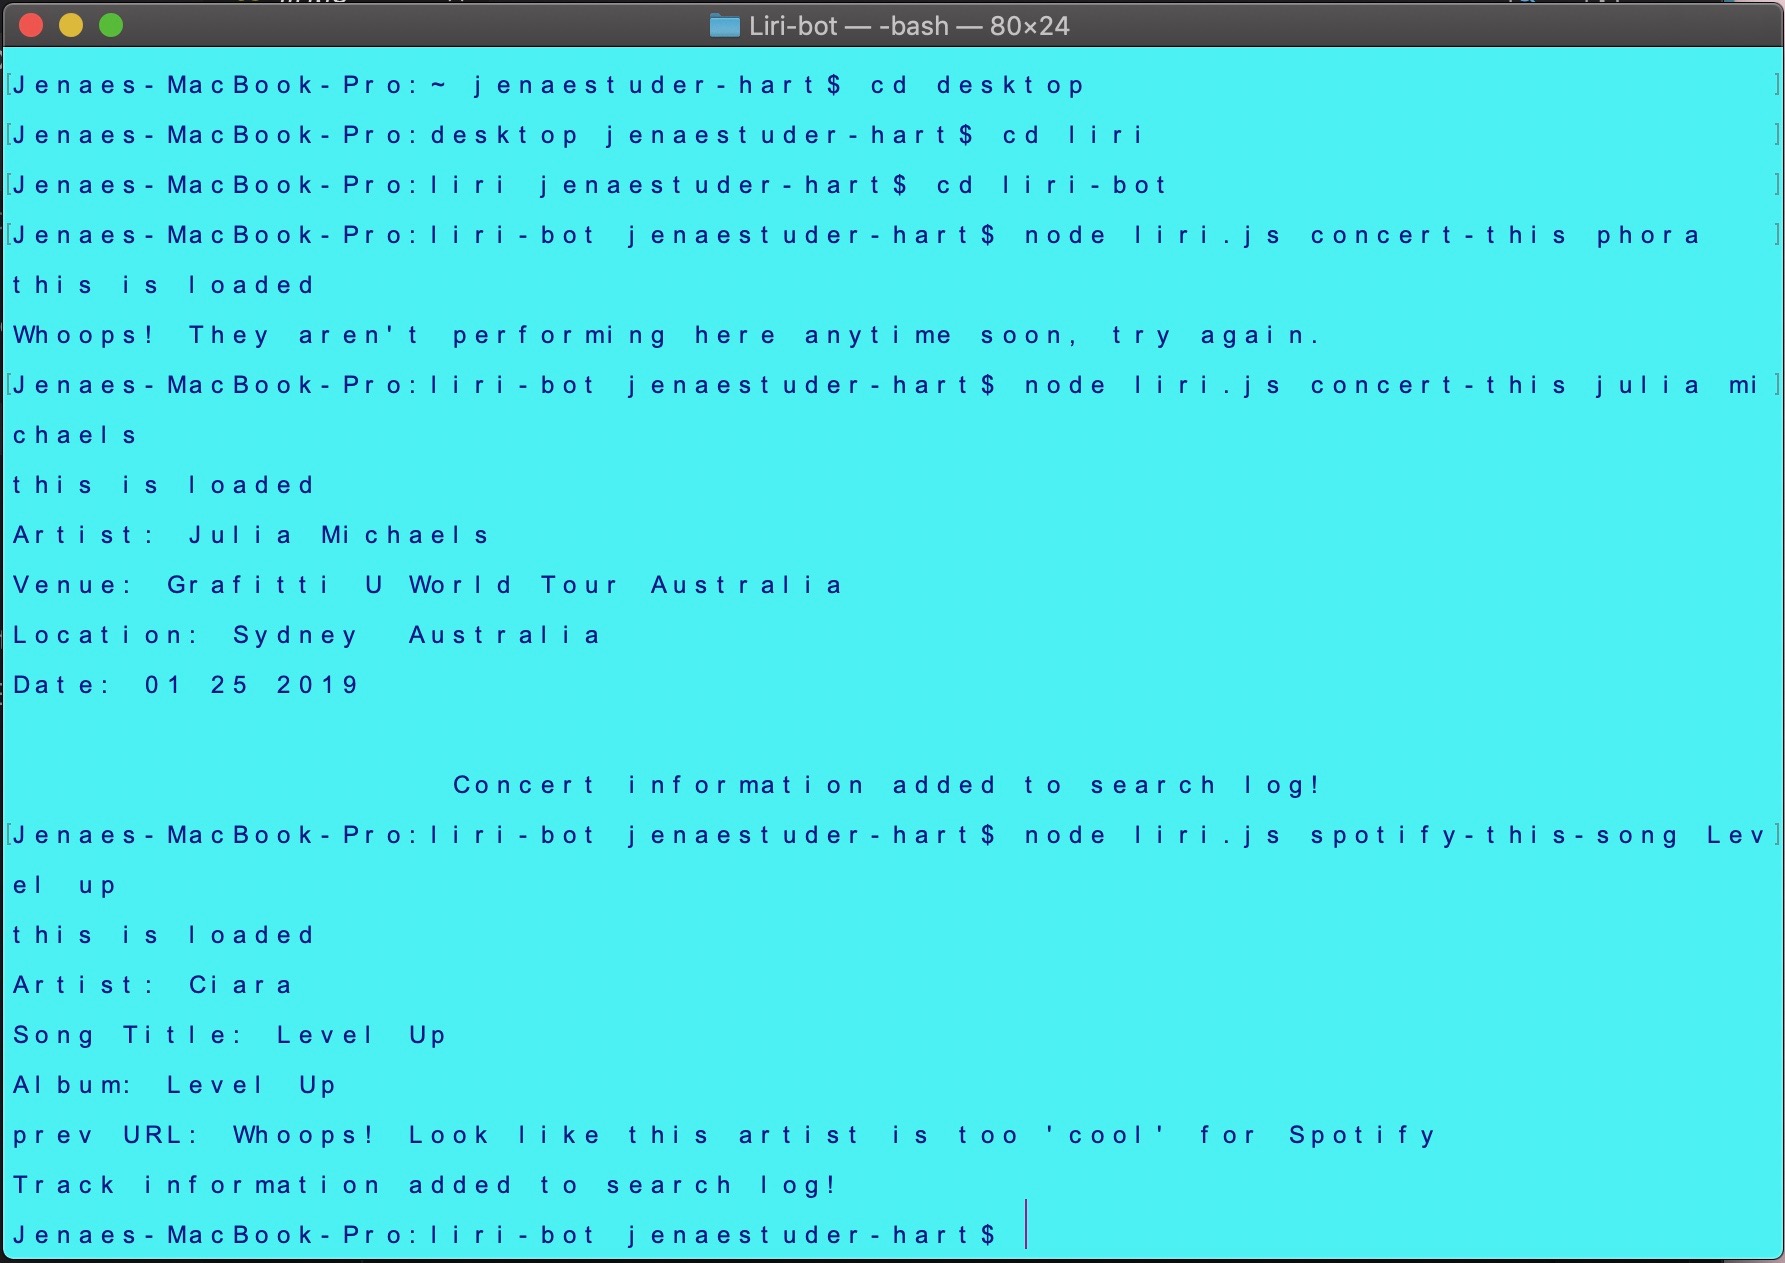 Liri-bot — -bash — 80×24
[Jenaes-MacBook-Pro:~ jenaestuder-hart$ cd desktop ]
[Jenaes-MacBook-Pro:desktop jenaestuder-hart$ cd liri ]
[Jenaes-MacBook-Pro:liri jenaestuder-hart$ cd liri-bot ]
[Jenaes-MacBook-Pro:liri-bot jenaestuder-hart$ node liri.js concert-this phora ]
this is loaded
Whoops! They aren't performing here anytime soon, try again.
[Jenaes-MacBook-Pro:liri-bot jenaestuder-hart$ node liri.js concert-this julia mi]
chaels
this is loaded
Artist: Julia Michaels
Venue: Grafitti U World Tour Australia
Location: Sydney  Australia
Date: 01 25 2019
Concert information added to search log!
[Jenaes-MacBook-Pro:liri-bot jenaestuder-hart$ node liri.js spotify-this-song Lev]
el up
this is loaded
Artist: Ciara
Song Title: Level Up
Album: Level Up
prev URL: Whoops! Look like this artist is too 'cool' for Spotify
Track information added to search log!
Jenaes-MacBook-Pro:liri-bot jenaestuder-hart$